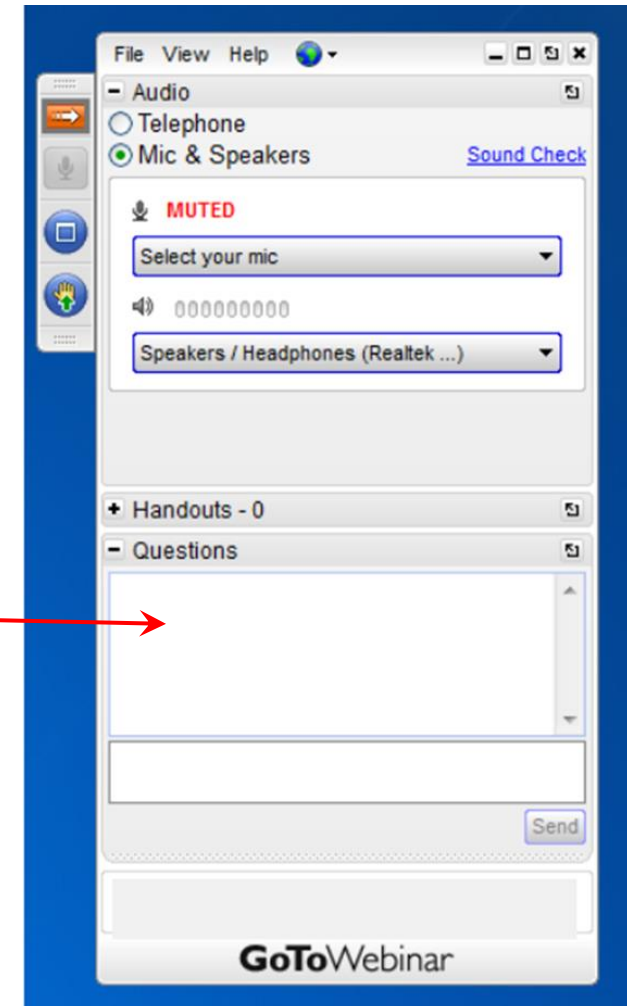 File View Help
- Audio
Telephone
Mic & Speakers Sound Check
MUTED
Select your mic
000000000
Speakers / Headphones (Realtek ...)
+ Handouts - 0
- Questions
Send
GoToWebinar